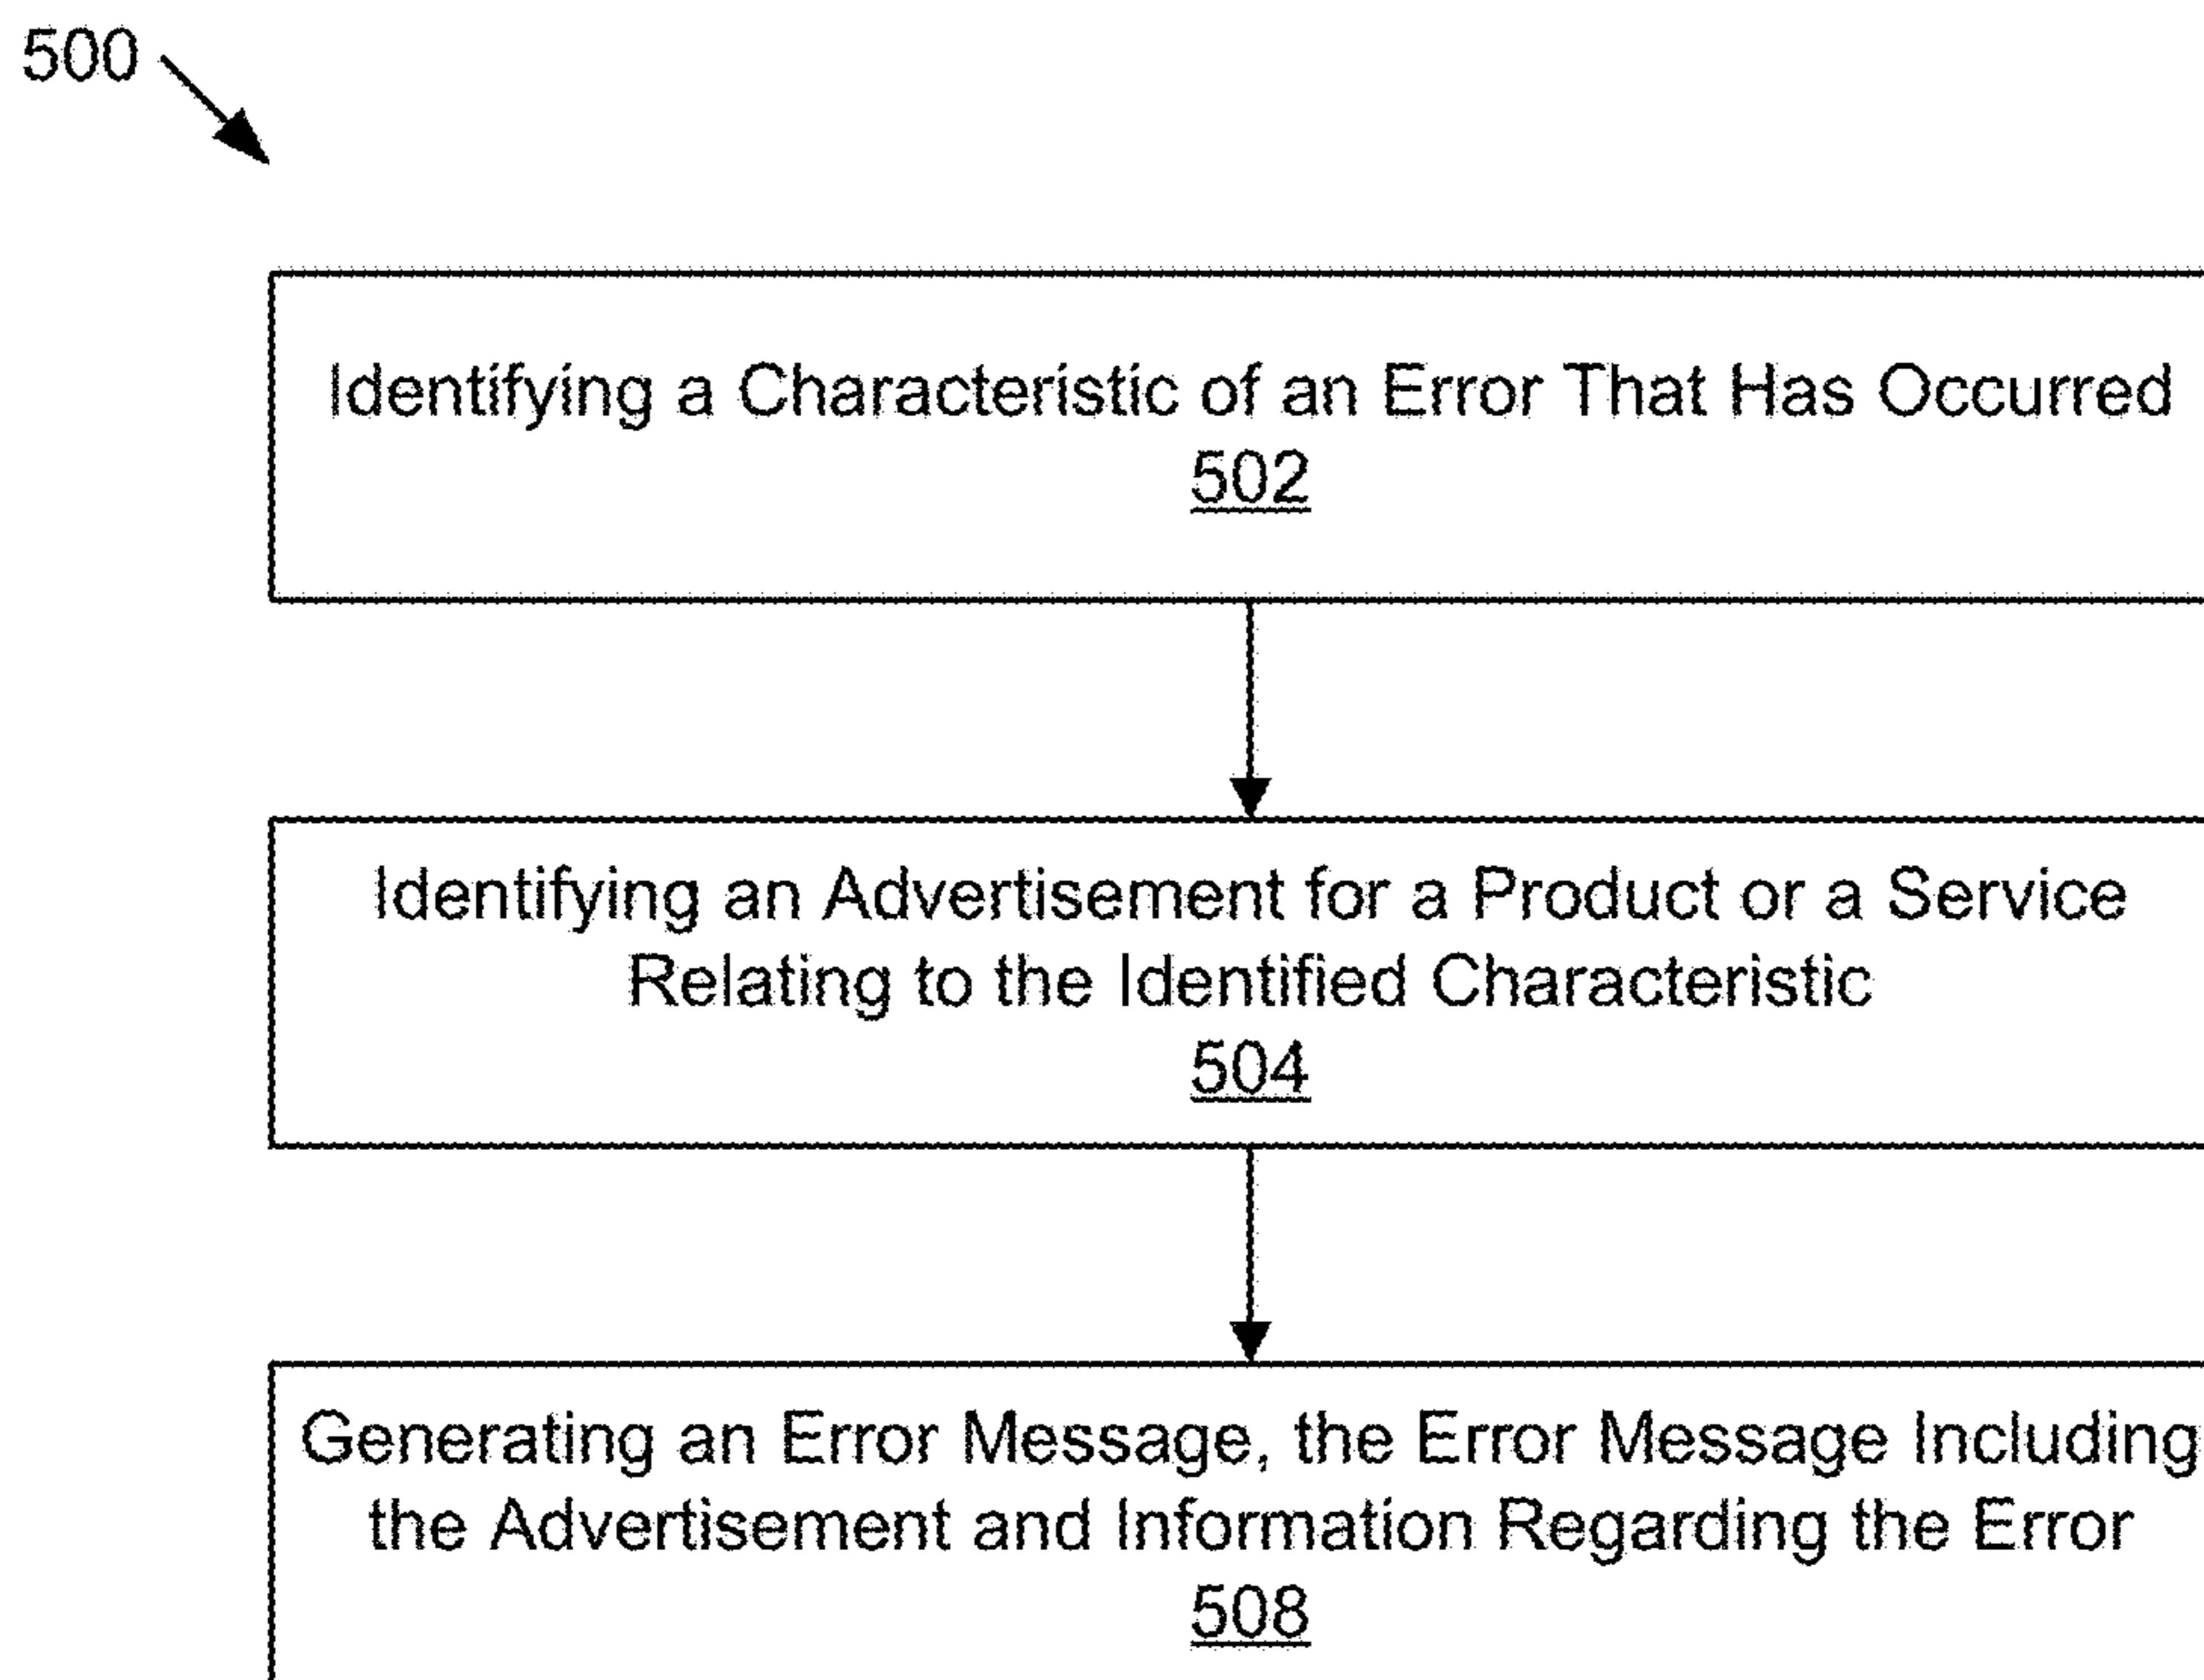 500
Identifying a Characteristic of an Error That Has Occurred
502
Identifying an Advertisement for a Product or a Service
Relating to the Identified Characteristic
504
Generating an Error Message, the Error Message Including
the Advertisement and Information Regarding the Error
508